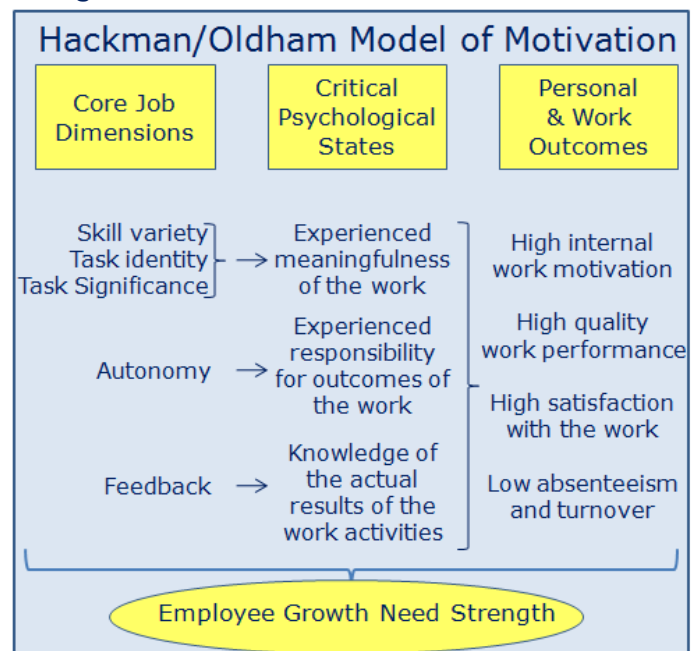 Hackman/Oldham Model of Motivation
Core Job
Dimensions
Critical
Psychological
States
Personal
& Work
Outcomes
Skill variety
Task identity
Task Significance
Experienced
meaningfulness
of the work
Autonomy
Experienced
responsibility
for outcomes of
the work
Feedback
Knowledge of
the actual
results of the
work activities
High internal
work motivation
High quality
work performance
High satisfaction
with the work
Low absenteeism
and turnover
Employee Growth Need Strength